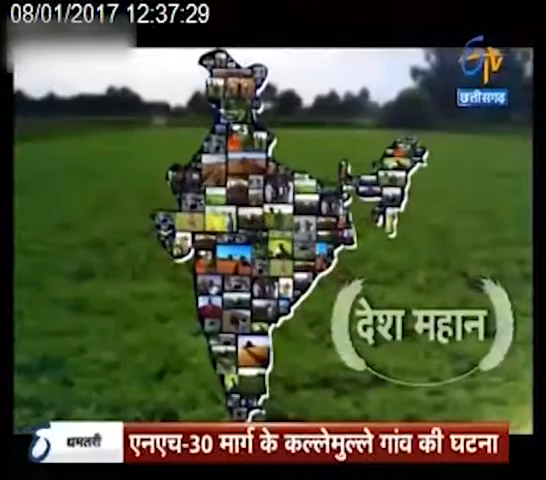 08/01/2017 12:37:29
eTV
छत्तीसगढ़
देश महान
धमतरी
एनएच-30 मार्ग के कल्लेमुल्ले गांव की घटना